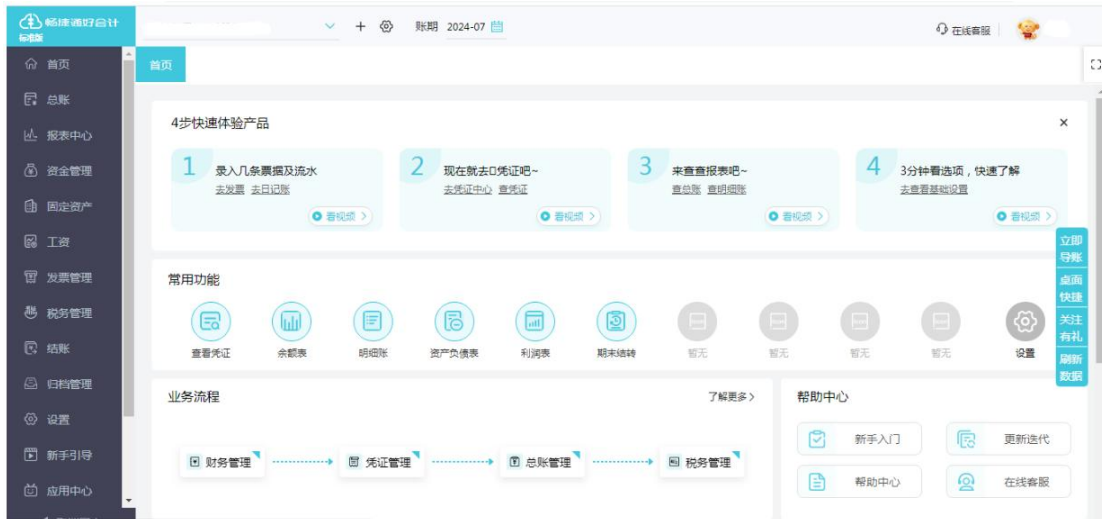 畅捷通好会计
标准版
账期 2024-07
在线客服
首页
总账
报表中心
资金管理
固定资产
工资
发票管理
税务管理
结账
归档管理
设置
新手引导
应用中心
首页
4步快速体验产品
1 录入几条票据及流水
去发票 去日记账
看视频
2 现在就去凭证吧~
去凭证中心 查凭证
看视频
3 来查查报表吧~
查总账 查明细账
看视频
4 3分钟看选项,快速了解
去查看基础设置
看视频
立即
导账
桌面
快捷
关注
有礼
刷新
数据
常用功能
查看凭证 余额表 明细账 资产负债表 利润表 期末结转 暂无 暂无 暂无 暂无 设置
业务流程
了解更多
财务管理 凭证管理 总账管理 税务管理
帮助中心
新手入门 更新迭代
帮助中心 在线客服